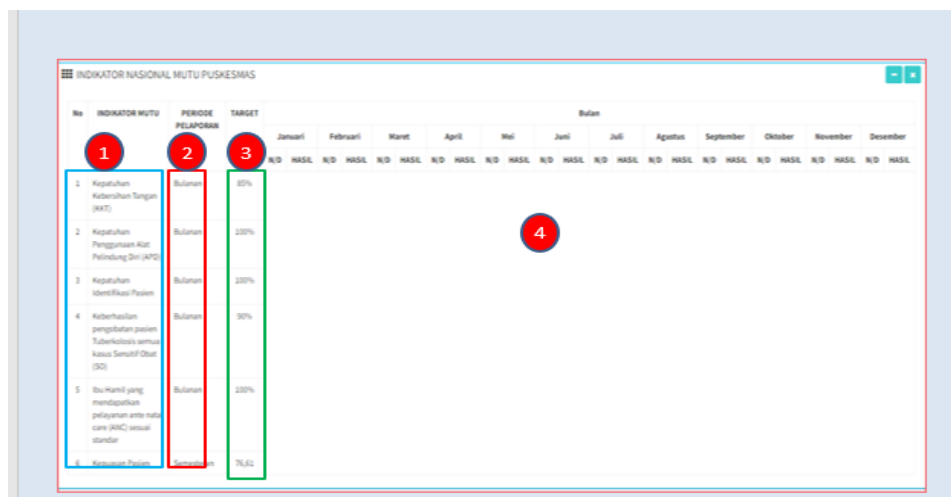 INDIKATOR NASIONAL MUTU PUSKESMAS
No INDIKATOR MUTU PERIODE TARGET Bulan
PELAPORAN
Januari Februari Maret April Mei Juni Juli Agustus September Oktober November Desember
1 2 3
N/D HASIL N/D HASIL N/D HASIL N/D HASIL N/D HASIL N/D HASIL N/D HASIL N/D HASIL N/D HASIL N/D HASIL N/D HASIL N/D HASIL
1 Kepatuhan Bulanan 85%
Kebersihan Tangan
(KKT)
2 Kepatuhan Bulanan 100%
Penggunaan Alat
Pelindung Diri (APD)
4
3 Kepatuhan Bulanan 100%
Identifikasi Pasien
4 Keberhasilan Bulanan 90%
pengobatan pasien
Tuberkolosis semua
kasus Sensitif Obat
(SO)
5 Ibu Hamil yang Bulanan 100%
mendapatkan
pelayanan ante nata
care (ANC) sesuai
standar
6 Kepuasan Pasien Semesteran 76,61